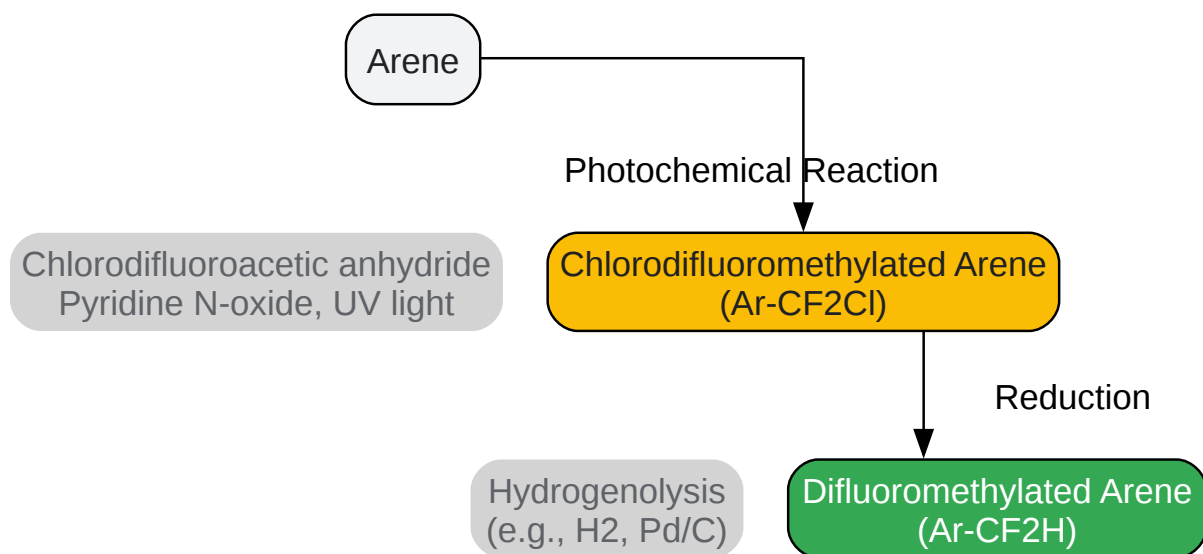 Arene
Photochemical Reaction
Chlorodifluoroacetic anhydride
Pyridine N-oxide, UV light
Chlorodifluoromethylated Arene
(Ar-CF2Cl)
Reduction
Hydrogenolysis
(e.g., H2, Pd/C)
Difluoromethylated Arene
(Ar-CF2H)